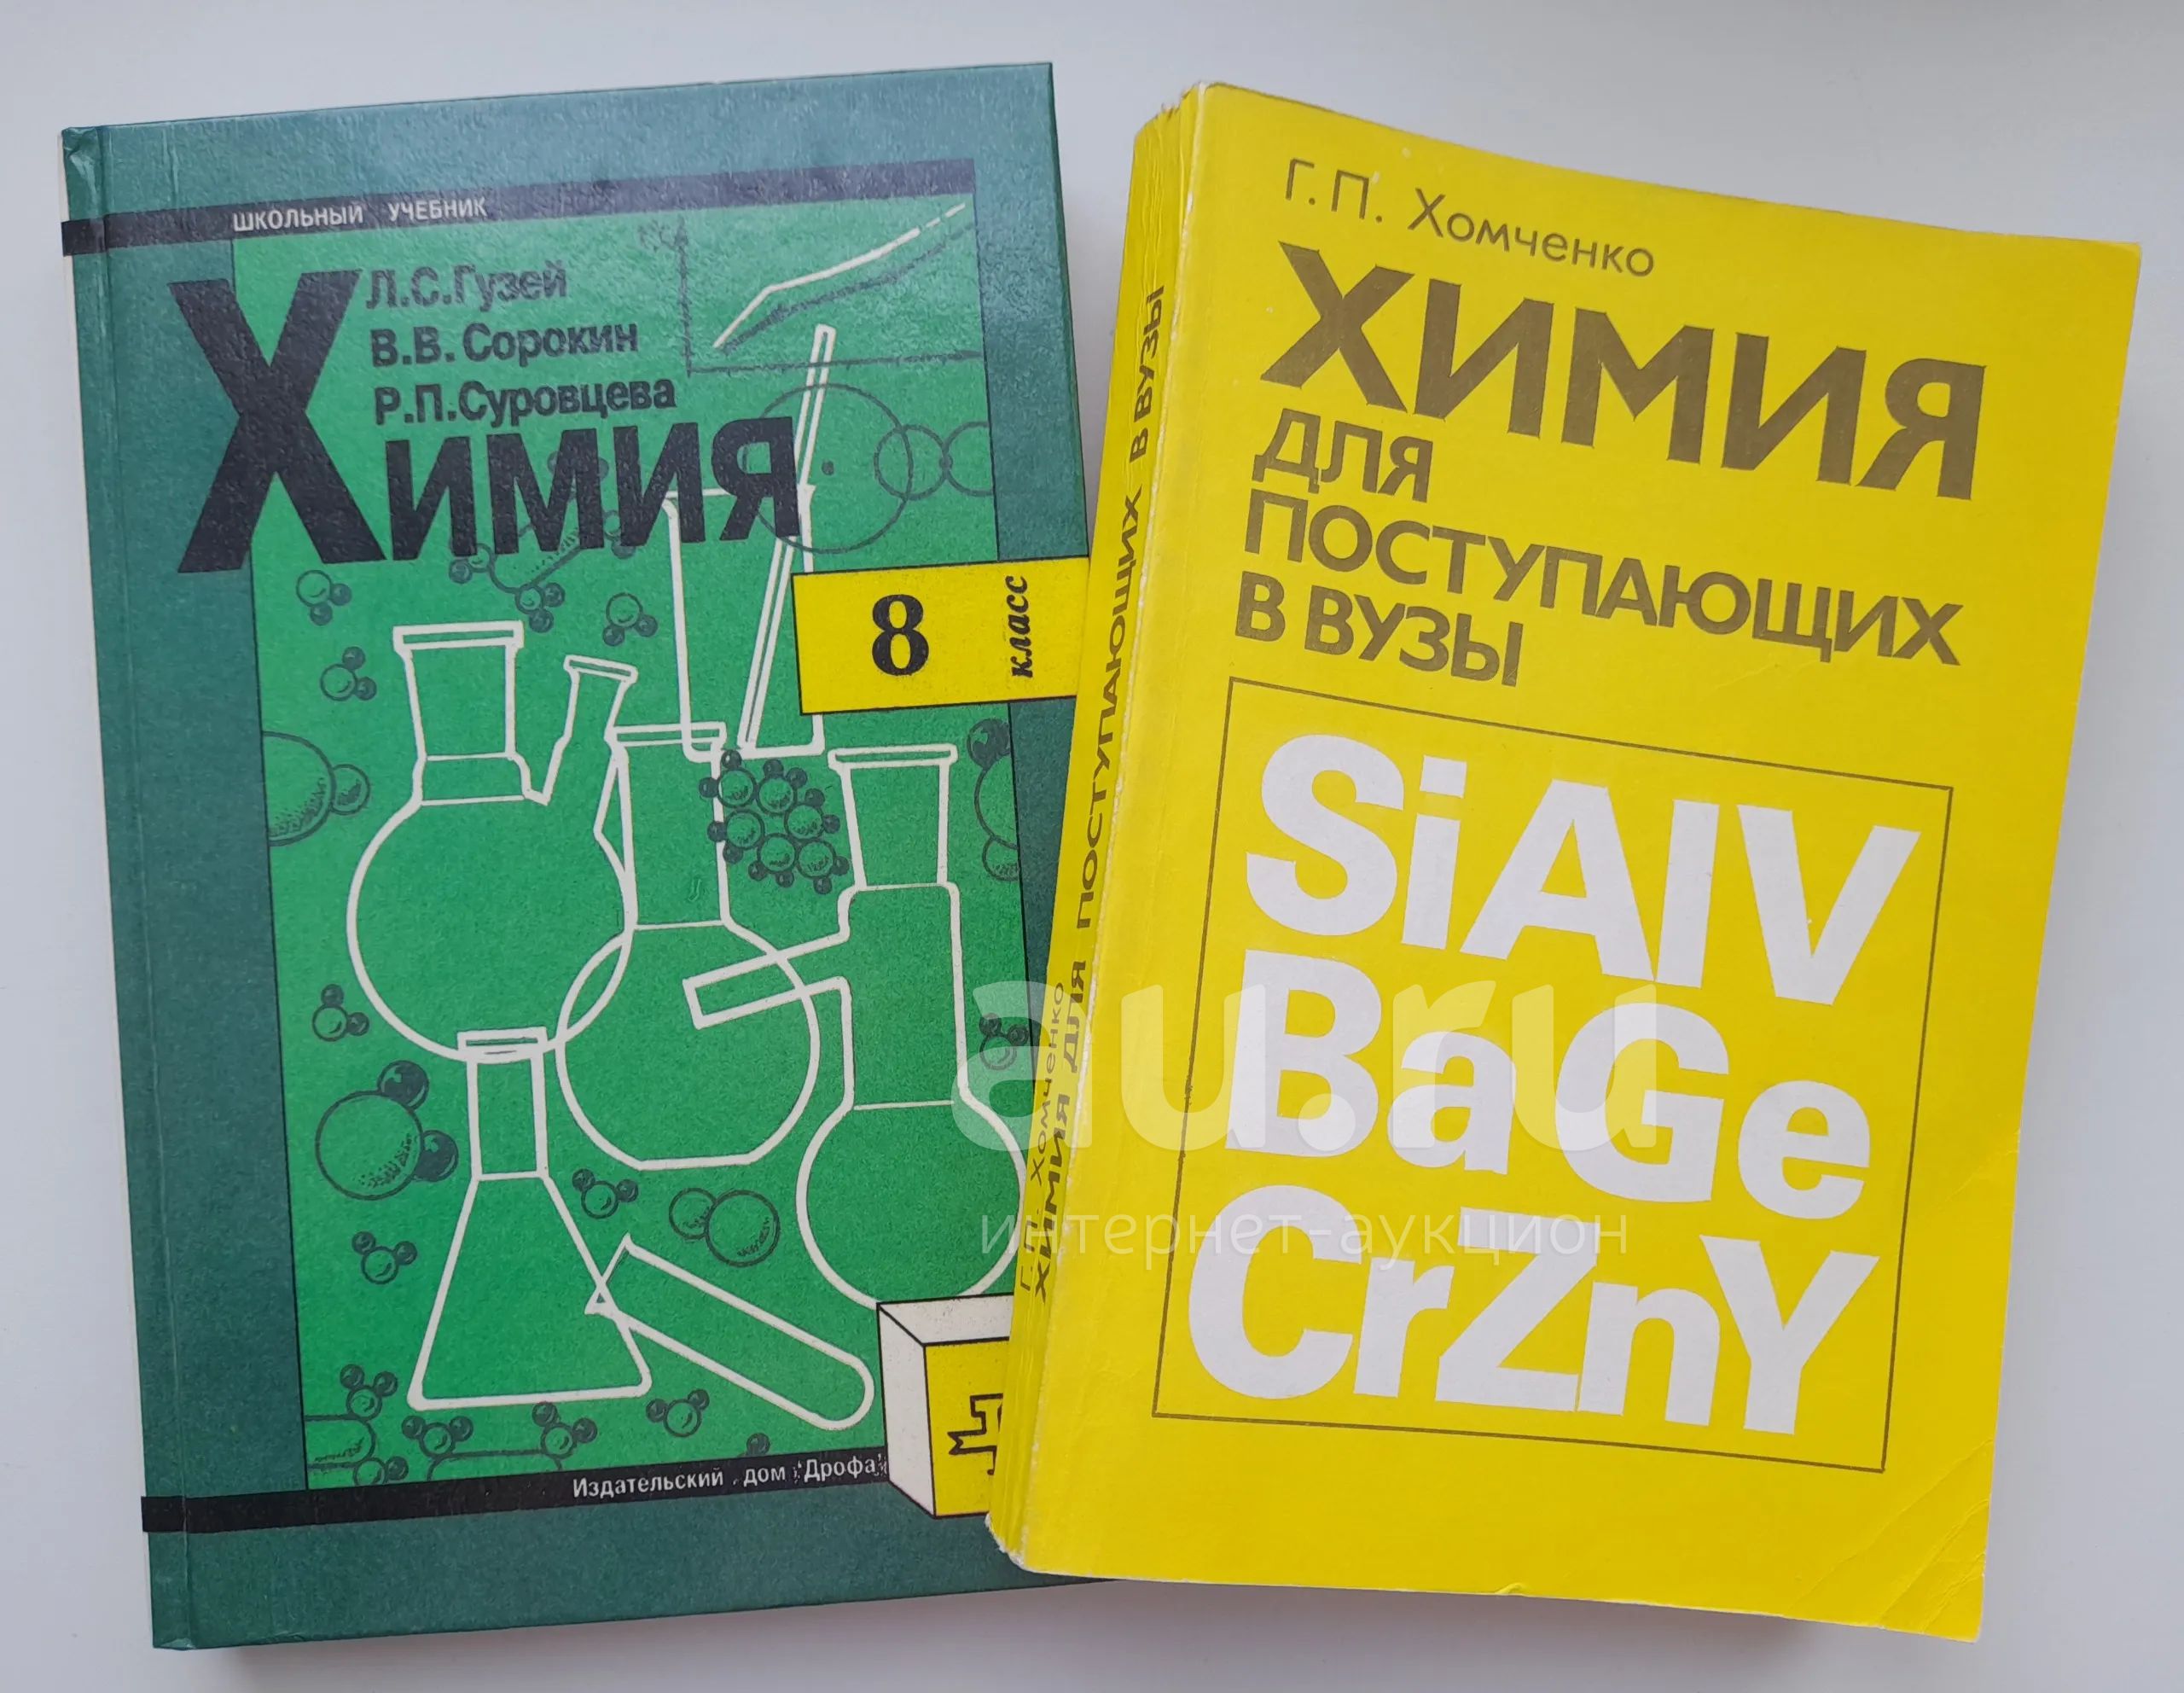 ШКОЛЬНЫЙ УЧЕБНИК
Л.С.Гузей
В.В.Сорокин
Р.П.Суровцева
Химия
8
класс
Издательский дом "Дрофа"
Г.П. Хомченко
ХИМИЯ ДЛЯ ПОСТУПАЮЩИХ В ВУЗЫ
Г.П. Хомченко
ХИМИЯ
ДЛЯ
ПОСТУПАЮЩИХ
В ВУЗЫ
SiAlV
BaGe
CrZnY
au.ru
интернет-аукцион